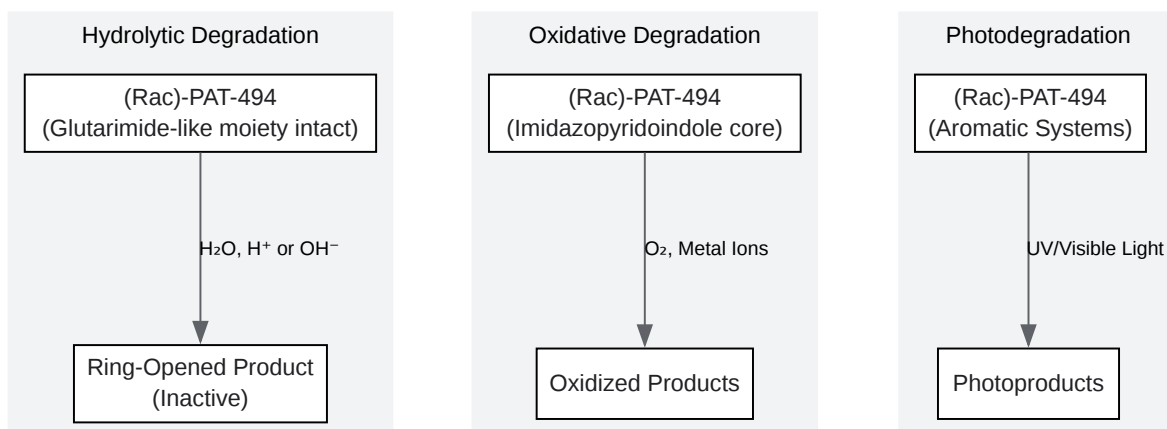 Hydrolytic Degradation
(Rac)-PAT-494
(Glutarimide-like moiety intact)
H₂O, H⁺ or OH⁻
Ring-Opened Product
(Inactive)
Oxidative Degradation
(Rac)-PAT-494
(Imidazopyridoindole core)
O₂, Metal Ions
Oxidized Products
Photodegradation
(Rac)-PAT-494
(Aromatic Systems)
UV/Visible Light
Photoproducts